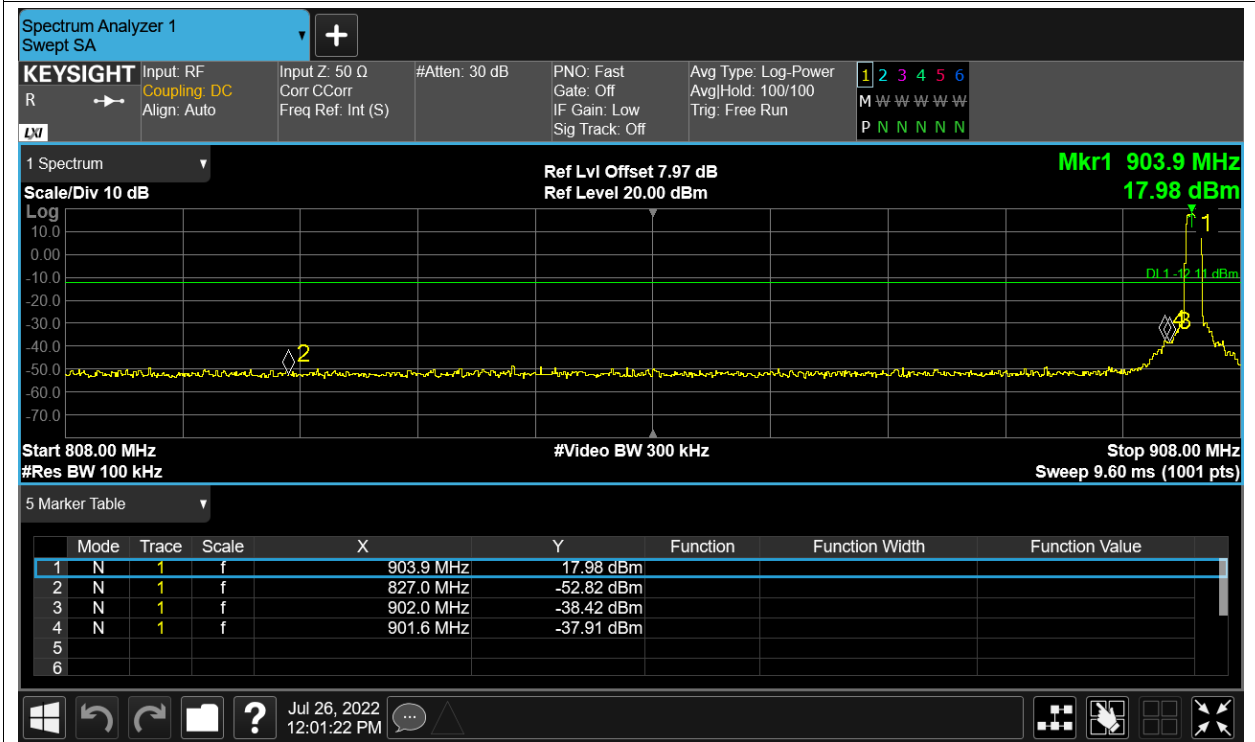 Spectrum Analyzer 1
Swept SA
KEYSIGHT Input: RF Input Z: 50 Ω #Atten: 30 dB PNO: Fast Avg Type: Log-Power 1 2 3 4 5 6
R Coupling: DC Corr CCorr Gate: Off Avg|Hold: 100/100 M W W W W W
Align: Auto Freq Ref: Int (S) IF Gain: Low Trig: Free Run
LXI Sig Track: Off P N N N N N
1 Spectrum Ref Lvl Offset 7.97 dB Mkr1 903.9 MHz
Scale/Div 10 dB Ref Level 20.00 dBm 17.98 dBm
Log
1
10.0
0.00
-10.0 DL1 -12.11 dBm
-20.0
-30.0
-40.0
2
-50.0
-60.0
-70.0
Start 808.00 MHz #Video BW 300 kHz Stop 908.00 MHz
#Res BW 100 kHz Sweep 9.60 ms (1001 pts)
5 Marker Table
Mode Trace Scale X Y Function Function Width Function Value
1 N 1 f 903.9 MHz 17.98 dBm
2 N 1 f 827.0 MHz -52.82 dBm
3 N 1 f 902.0 MHz -38.42 dBm
4 N 1 f 901.6 MHz -37.91 dBm
5
6
? Jul 26, 2022
12:01:22 PM